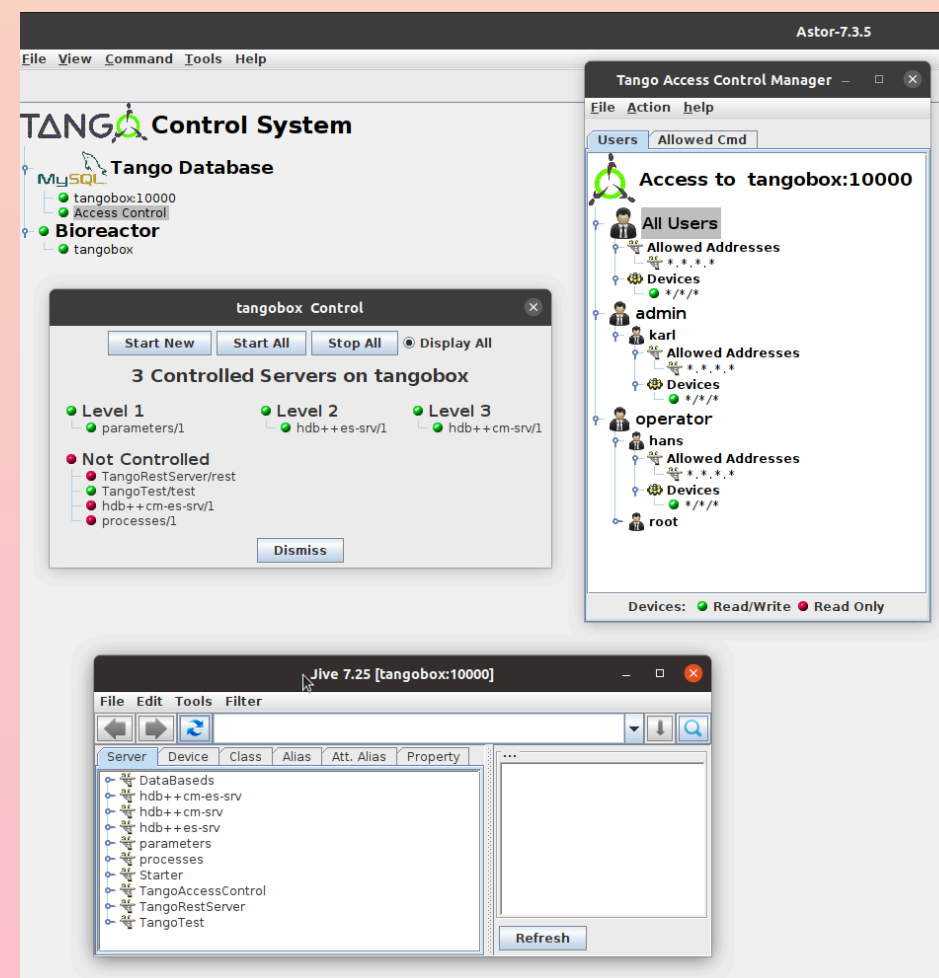 Astor-7.3.5
File View Command Tools Help
TANGO Control System
MySQL Tango Database
tangobox:10000
Access Control
Bioreactor
tangobox
tangobox Control
Start New Start All Stop All Display All
3 Controlled Servers on tangobox
Level 1 Level 2 Level 3
parameters/1 hdb++es-srv/1 hdb++cm-srv/1
Not Controlled
TangoRestServer/rest
TangoTest/test
hdb++cm-es-srv/1
processes/1
Dismiss
Tango Access Control Manager
File Action help
Users Allowed Cmd
Access to tangobox:10000
All Users
Allowed Addresses
*.*.*.*
Devices
*/*/*
admin
karl
Allowed Addresses
*.*.*.*
Devices
*/*/*
operator
hans
Allowed Addresses
*.*.*.*
Devices
*/*/*
root
Devices: Read/Write Read Only
Jive 7.25 [tangobox:10000]
File Edit Tools Filter
Server Device Class Alias Att. Alias Property
...
DataBaseds
hdb++cm-es-srv
hdb++cm-srv
hdb++es-srv
parameters
processes
Starter
TangoAccessControl
TangoRestServer
TangoTest
Refresh